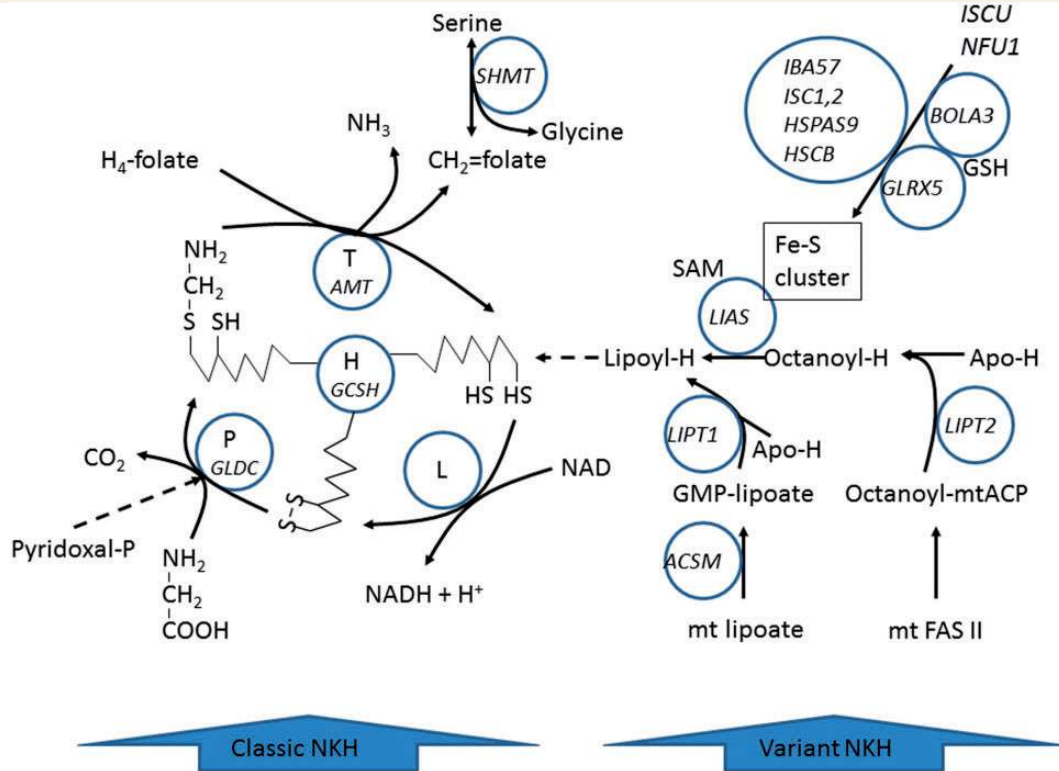 Serine
SHMT
NH3
Glycine
H4-folate
CH2=folate
NH2
CH2
S SH
T
AMT
H
GCSH
HS HS
P
GLDC
CO2
Pyridoxal-P
NH2
CH2
COOH
S-S
L
NAD
NADH + H+
ISCU
NFU1
IBA57
ISC1,2
HSPAS9
HSCB
BOLA3
GSH
GLRX5
Fe-S
cluster
SAM
LIAS
Lipoyl-H
Octanoyl-H
Apo-H
LIPT1
Apo-H
LIPT2
GMP-lipoate
Octanoyl-mtACP
ACSM
mt lipoate
mt FAS II
Classic NKH
Variant NKH